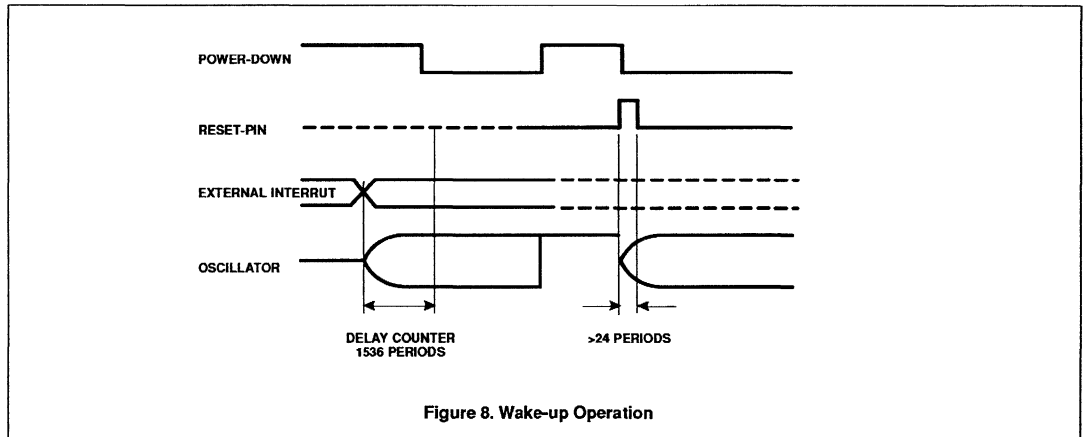 POWER-DOWN
RESET-PIN
EXTERNAL INTERRUT
OSCILLATOR
DELAY COUNTER
1536 PERIODS
>24 PERIODS
Figure 8. Wake-up Operation